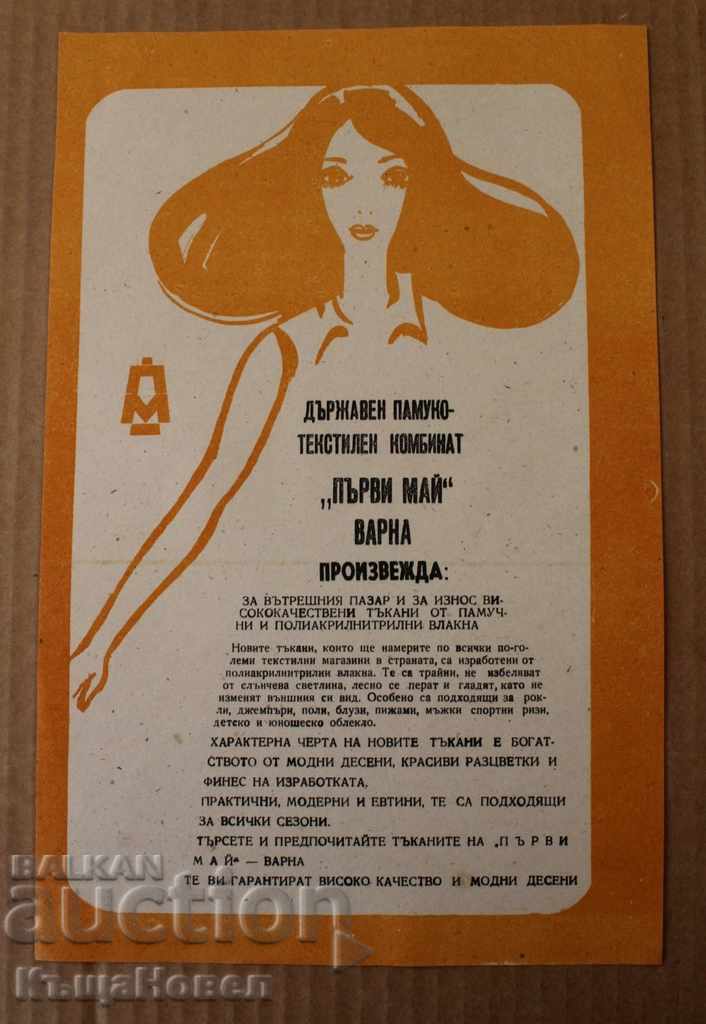 ДЪРЖАВЕН ПАМУКО-
ТЕКСТИЛЕН КОМБИНАТ
„ПЪРВИ МАЙ“
ВАРНА
ПРОИЗВЕЖДА:
ЗА ВЪТРЕШНИЯ ПАЗАР И ЗА ИЗНОС ВИ-
СОКОКАЧЕСТВЕНИ ТЪКАНИ ОТ ПАМУЧ-
НИ И ПОЛИАКРИЛНИТРИЛНИ ВЛАКНА
Новите тъкани, които ще намерите по всички по-го-
леми текстилни магазини в страната, са изработени от
полиакрилнитрилни влакна. Те са трайни, не избеляват
от слънчева светлина, лесно се перат и гладят, като не
изменят външния си вид. Особено са подходящи за рок-
ли, джемпъри, поли, блузи, пижами, мъжки спортни ризи,
детско и юношеско облекло.
ХАРАКТЕРНА ЧЕРТА НА НОВИТЕ ТЪКАНИ Е БОГАТ-
СТВОТО ОТ МОДНИ ДЕСЕНИ, КРАСИВИ РАЗЦВЕТКИ И
ФИНЕС НА ИЗРАБОТКАТА.
ПРАКТИЧНИ, МОДЕРНИ И ЕВТИНИ, ТЕ СА ПОДХОДЯЩИ
ЗА ВСИЧКИ СЕЗОНИ.
ТЪРСЕТЕ И ПРЕДПОЧИТАЙТЕ ТЪКАНИТЕ НА „ПЪРВИ
МАЙ“ — ВАРНА
ТЕ ВИ ГАРАНТИРАТ ВИСОКО КАЧЕСТВО И МОДНИ ДЕСЕНИ
BALKAN
auction
КъщаНовел